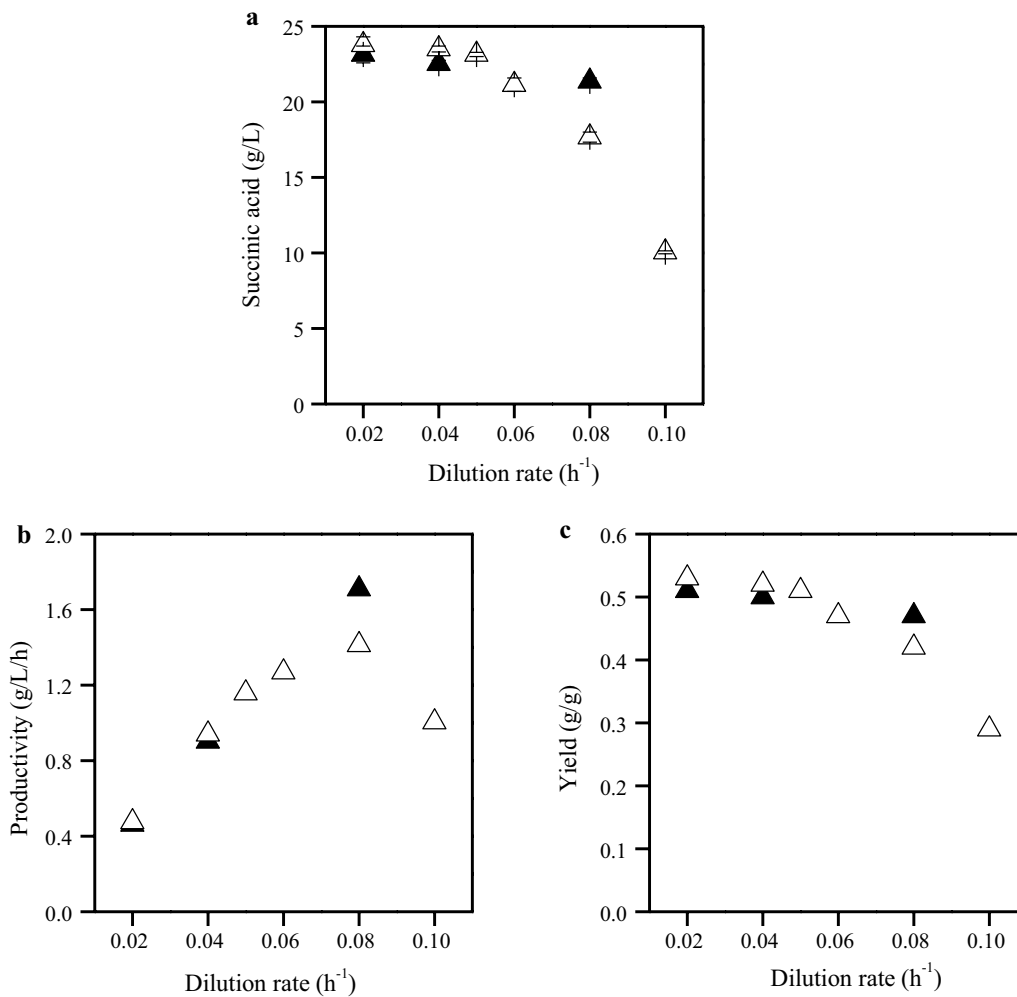 a
25
20
15
10
5
0
Succinic acid (g/L)
0.02 0.04 0.06 0.08 0.10
Dilution rate (h⁻¹)
b
2.0
1.6
1.2
0.8
0.4
0.0
Productivity (g/L/h)
0.02 0.04 0.06 0.08 0.10
Dilution rate (h⁻¹)
c
0.6
0.5
0.4
0.3
0.2
0.1
0.0
Yield (g/g)
0.02 0.04 0.06 0.08 0.10
Dilution rate (h⁻¹)